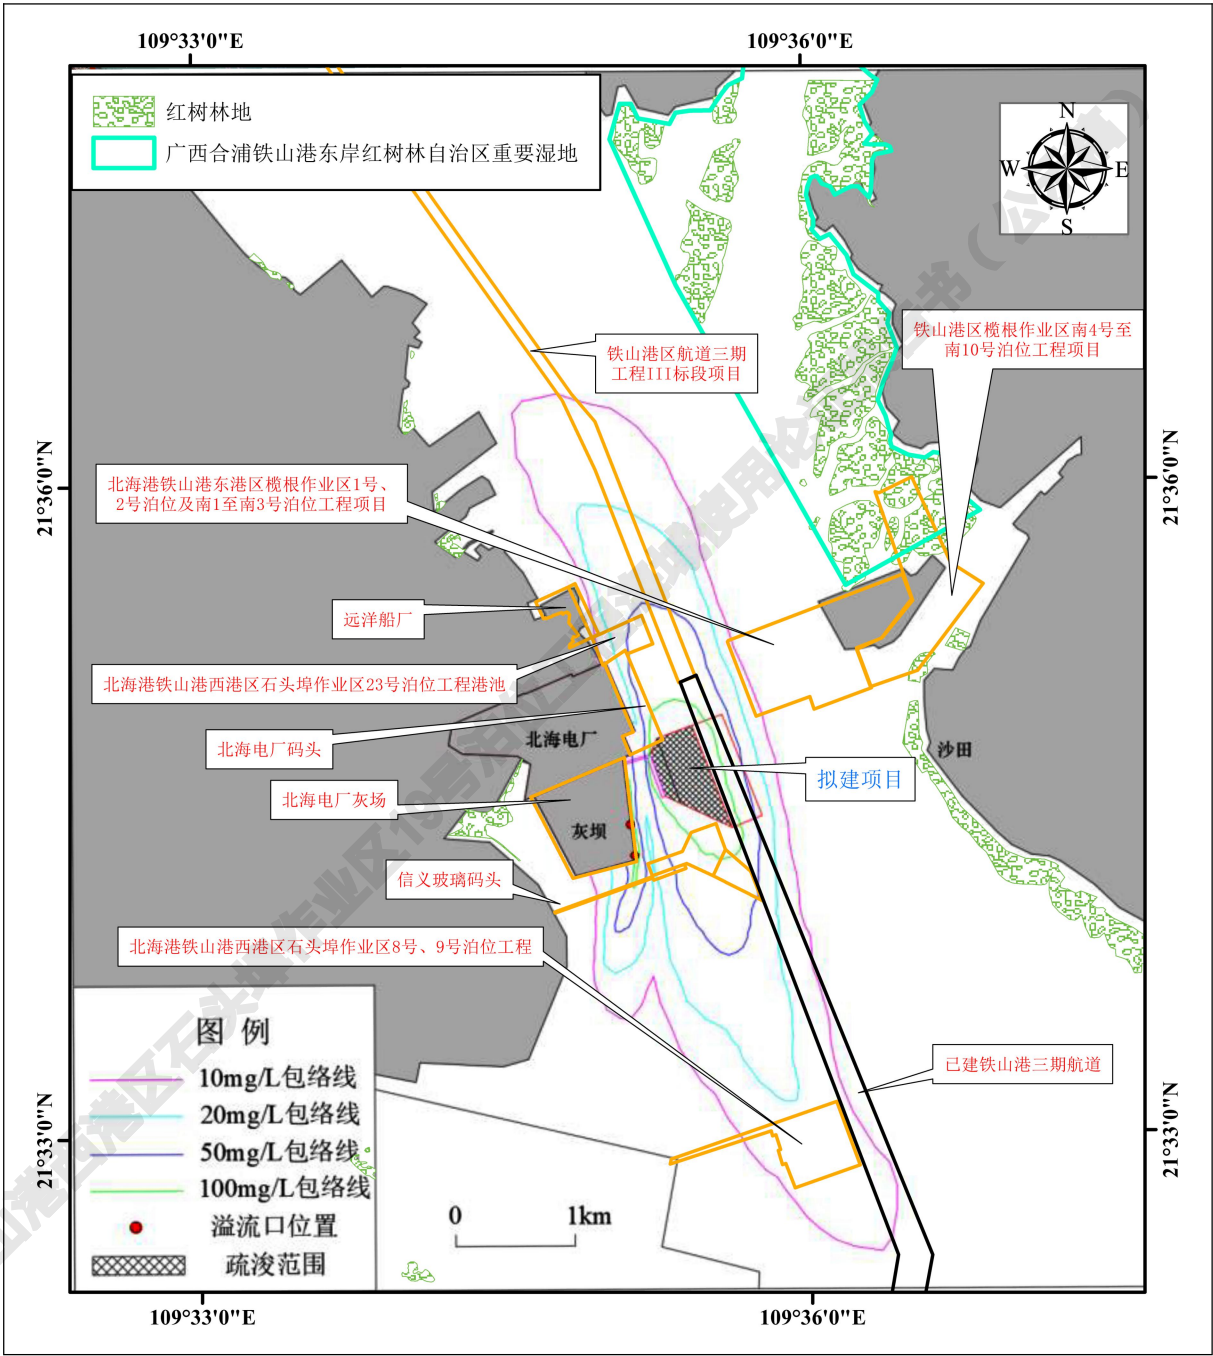 109°33'0"E
109°36'0"E
红树林地
广西合浦铁山港东岸红树林自治区重要湿地
N
W
E
S
铁山港区榄根作业区南4号至
南10号泊位工程项目
铁山港区航道三期
工程III标段项目
21°36'0"N
21°36'0"N
北海港铁山港东港区榄根作业区1号、
2号泊位及南1至南3号泊位工程项目
远洋船厂
北海港铁山港西港区石头埠作业区23号泊位工程港池
北海电厂码头
北海电厂
沙田
拟建项目
北海电厂灰场
灰坝
信义玻璃码头
北海港铁山港西港区石头埠作业区8号、9号泊位工程
已建铁山港三期航道
图 例
10mg/L包络线
20mg/L包络线
50mg/L包络线
100mg/L包络线
溢流口位置
疏浚范围
0
1km
21°33'0"N
21°33'0"N
109°33'0"E
109°36'0"E